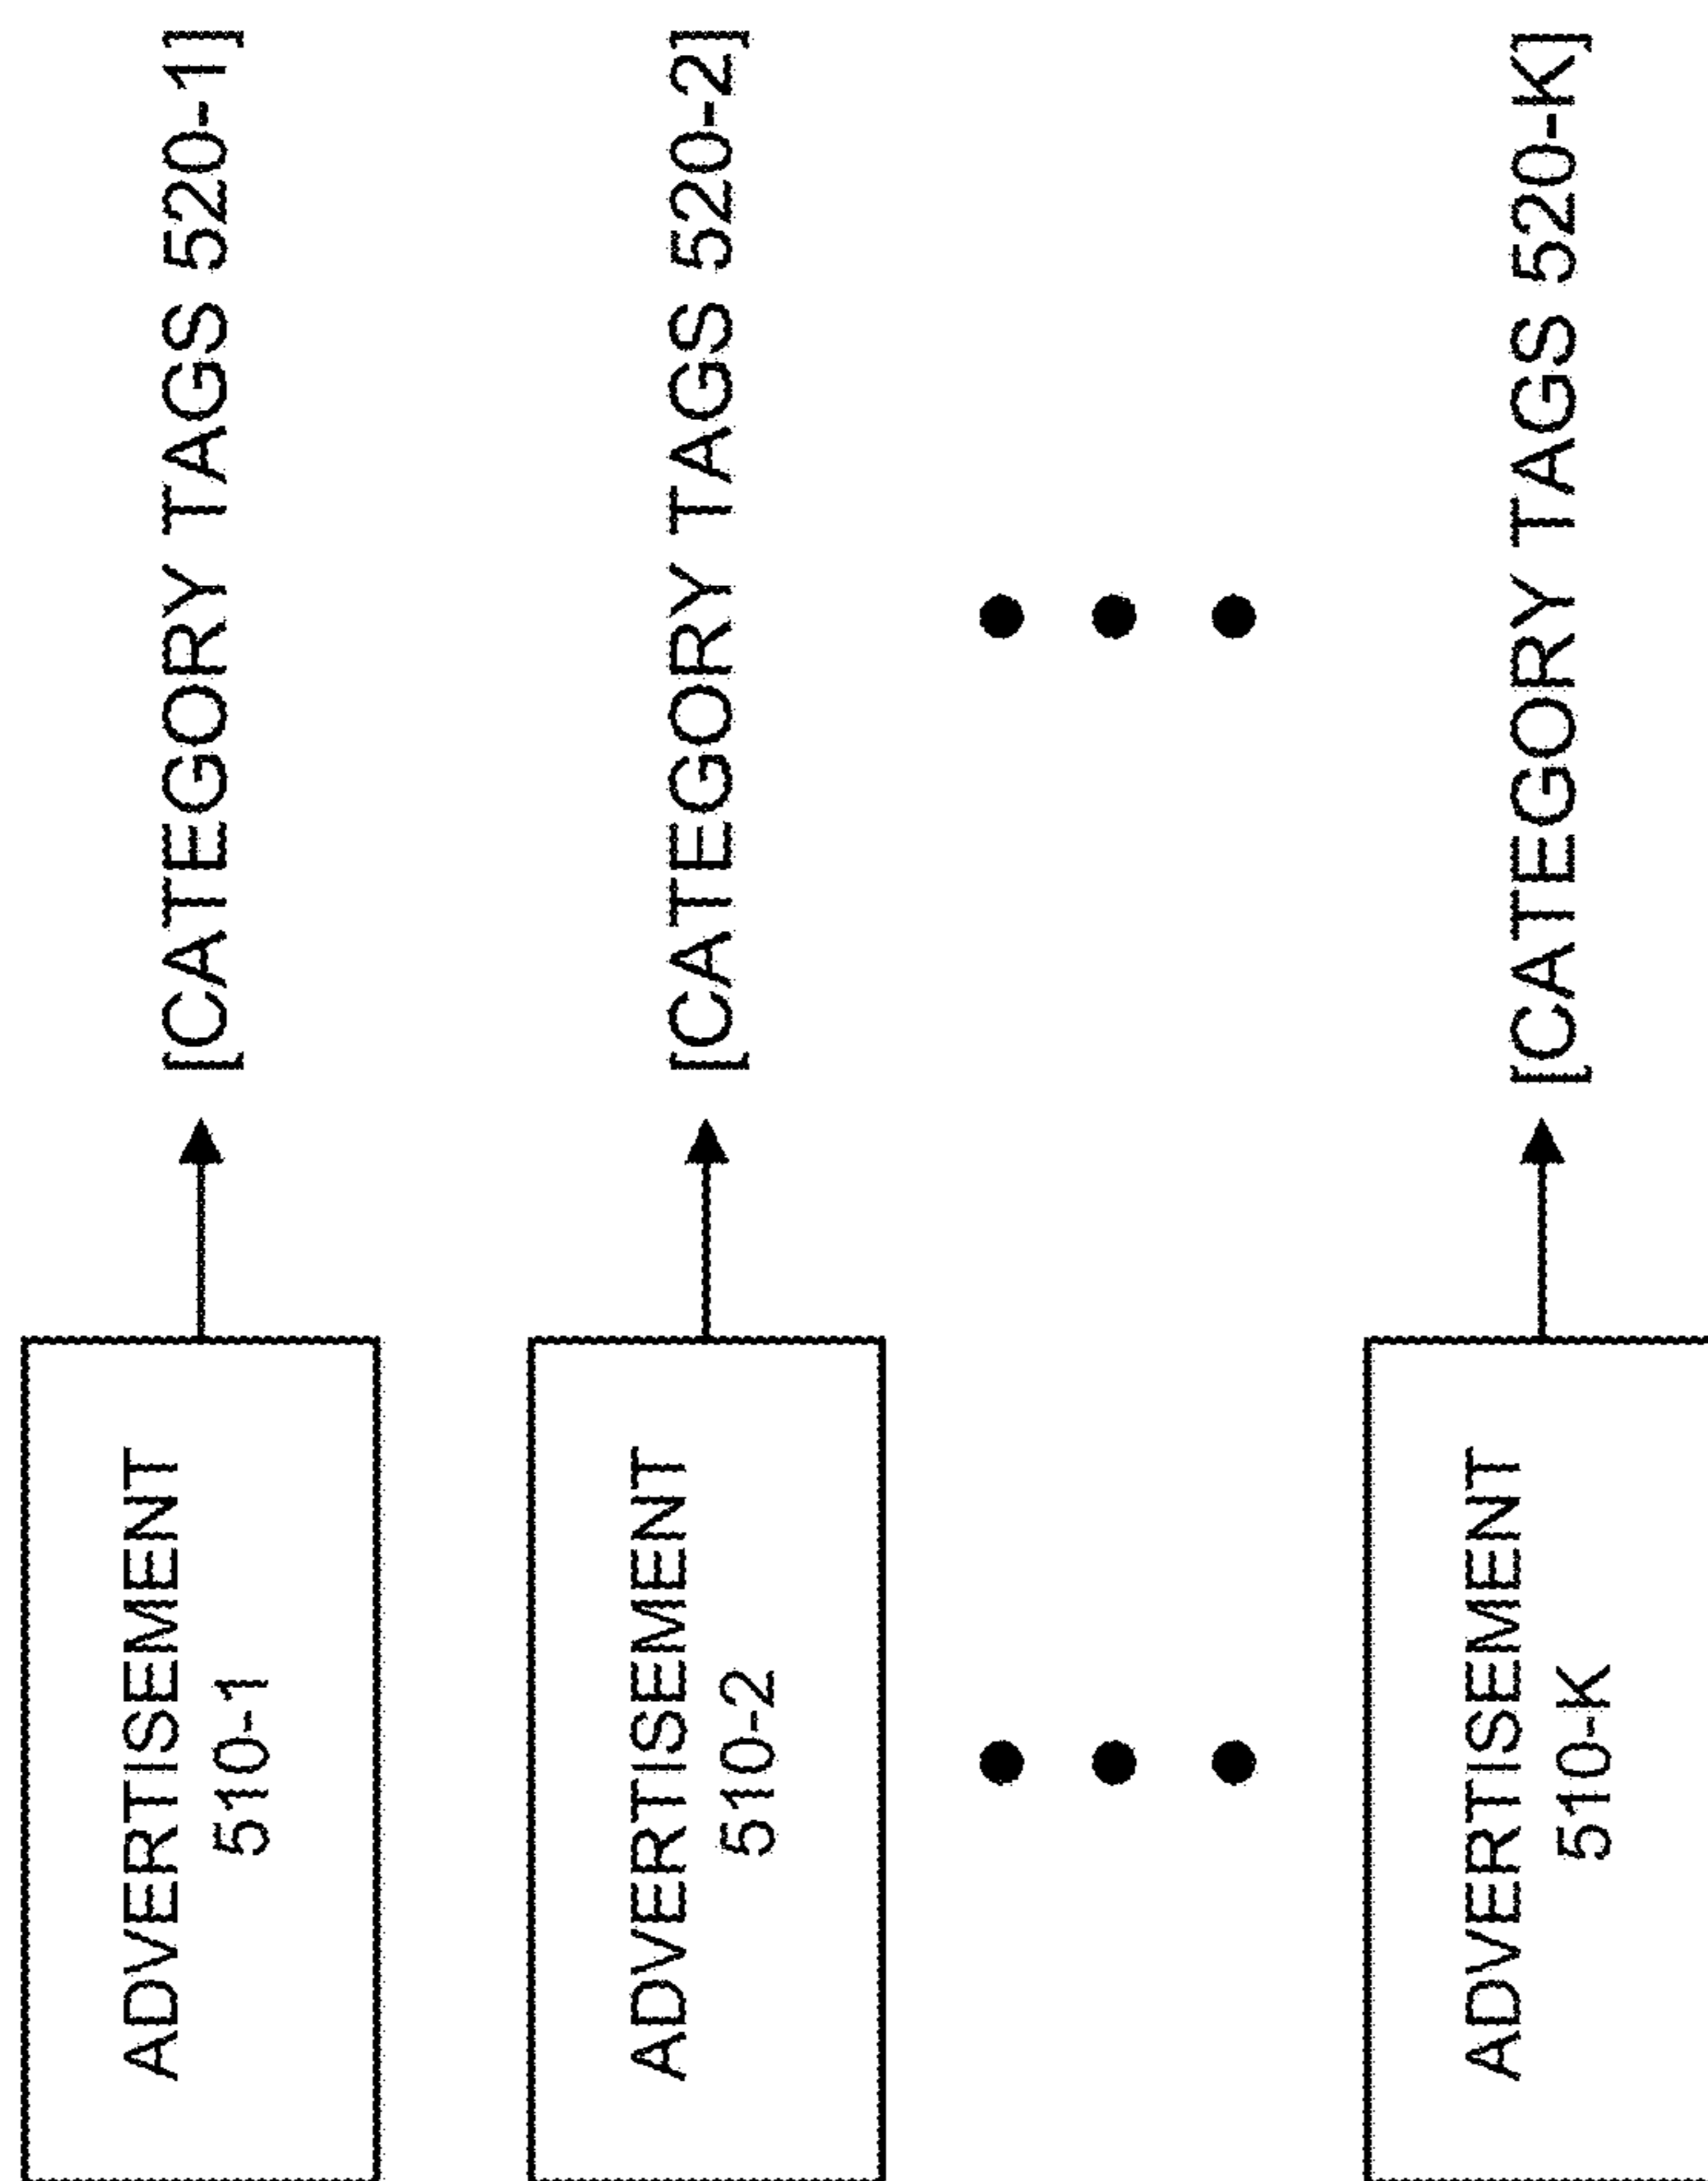 ADVERTISEMENT
510-1
[CATEGORY TAGS 520-1]
ADVERTISEMENT
510-2
[CATEGORY TAGS 520-2]
ADVERTISEMENT
510-K
[CATEGORY TAGS 520-K]